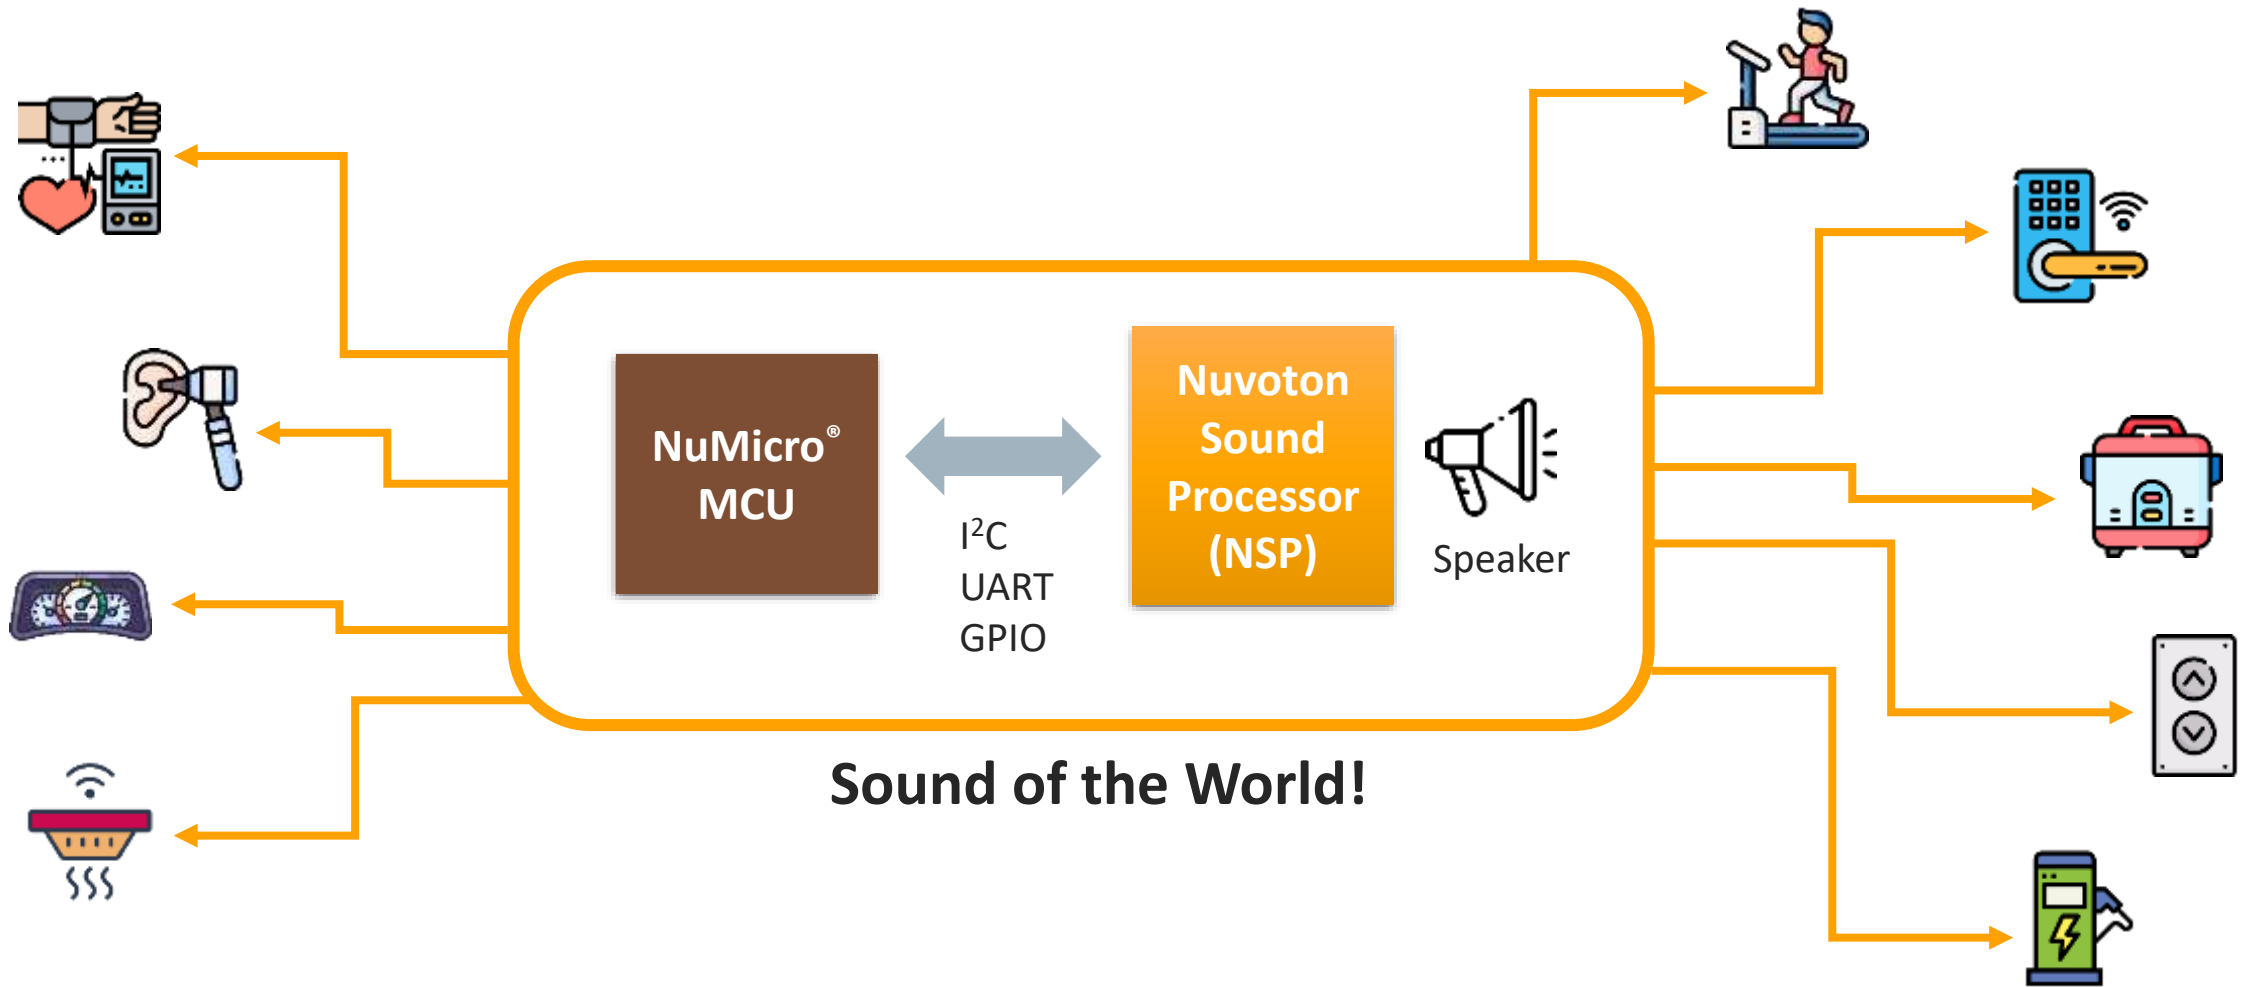 NuMicro®
MCU
I²C
UART
GPIO
Nuvoton
Sound
Processor
(NSP)
Speaker
Sound of the World!